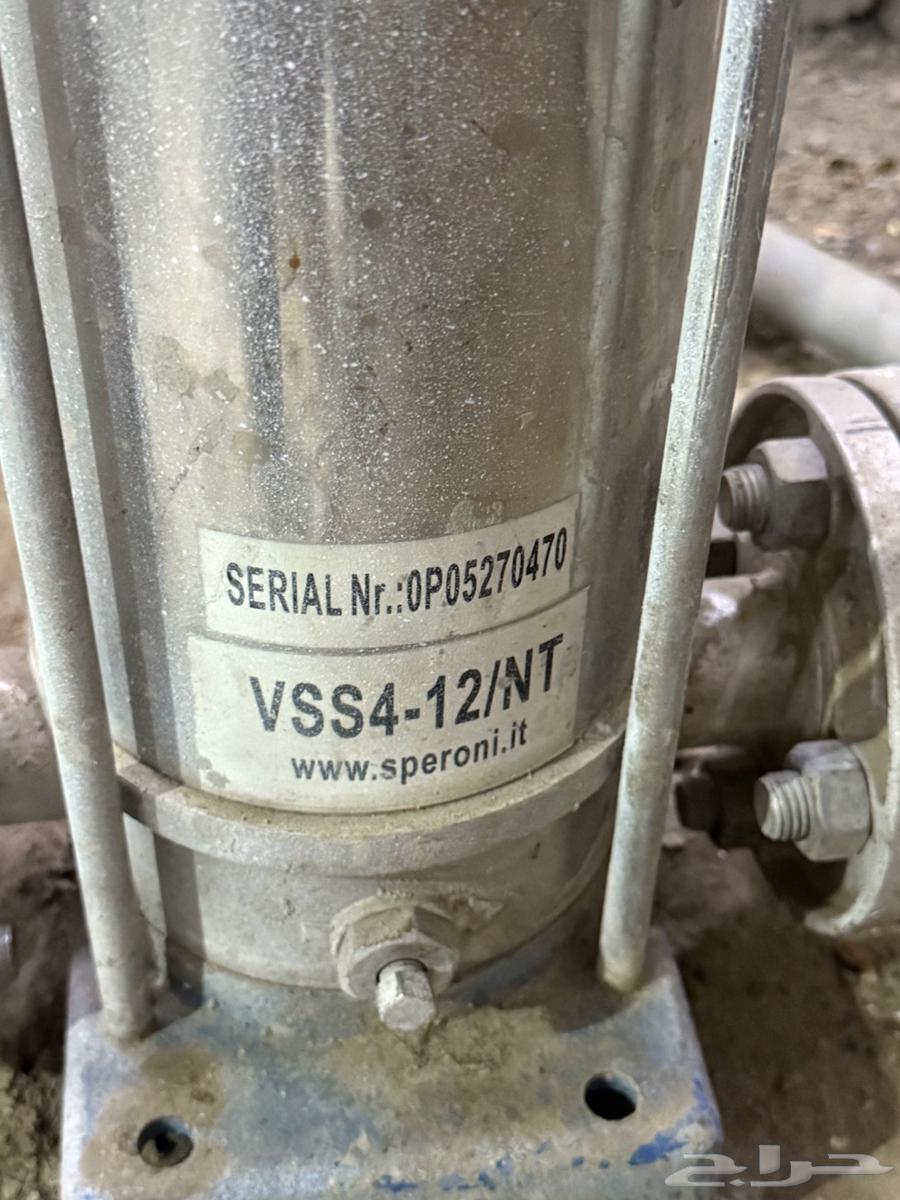 SERIAL Nr.:0P05270470
VSS4-12/NT
www.speroni.it
حراج